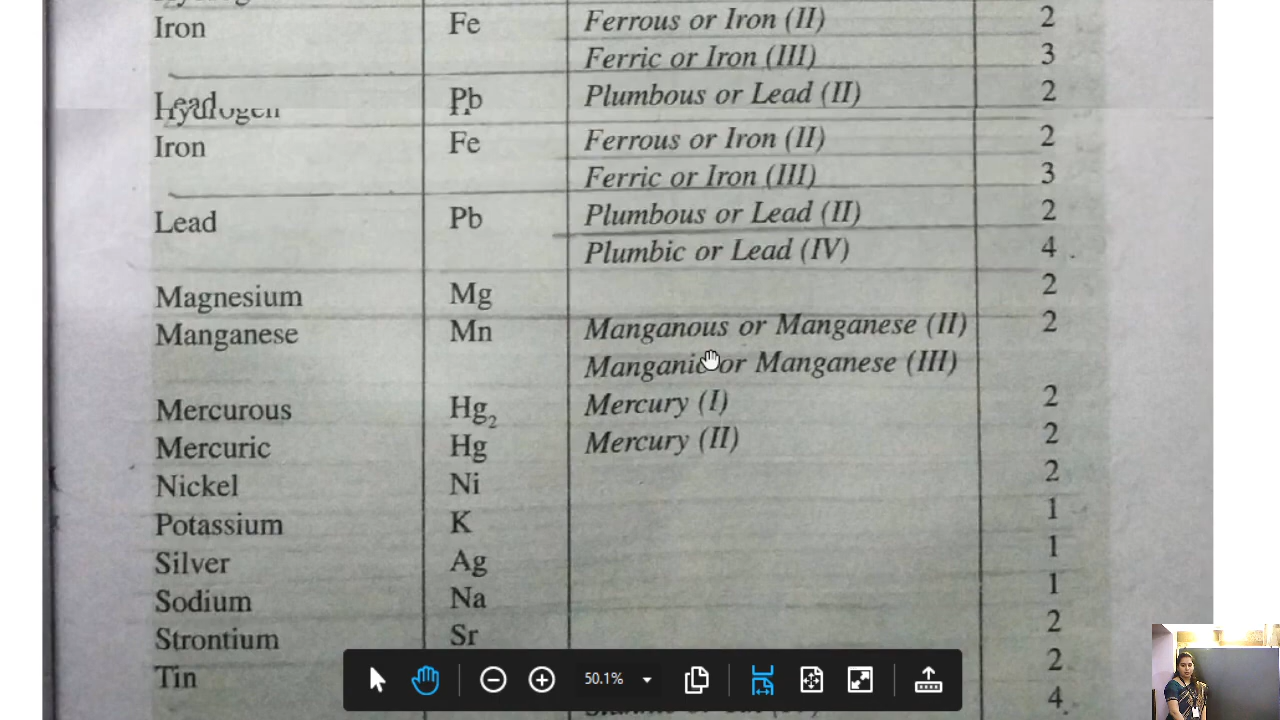 Iron Fe Ferrous or Iron (II) 2
Ferric or Iron (III) 3
Lead Pb Plumbous or Lead (II) 2
Iron Fe Ferrous or Iron (II) 2
Ferric or Iron (III) 3
Lead Pb Plumbous or Lead (II) 2
Plumbic or Lead (IV) 4
Magnesium Mg 2
Manganese Mn Manganous or Manganese (II) 2
Manganic or Manganese (III)
Mercurous Hg₂ Mercury (I) 2
Mercuric Hg Mercury (II) 2
Nickel Ni 2
Potassium K 1
Silver Ag 1
Sodium Na 1
Strontium Sr 2
Tin 2
4
50.1%